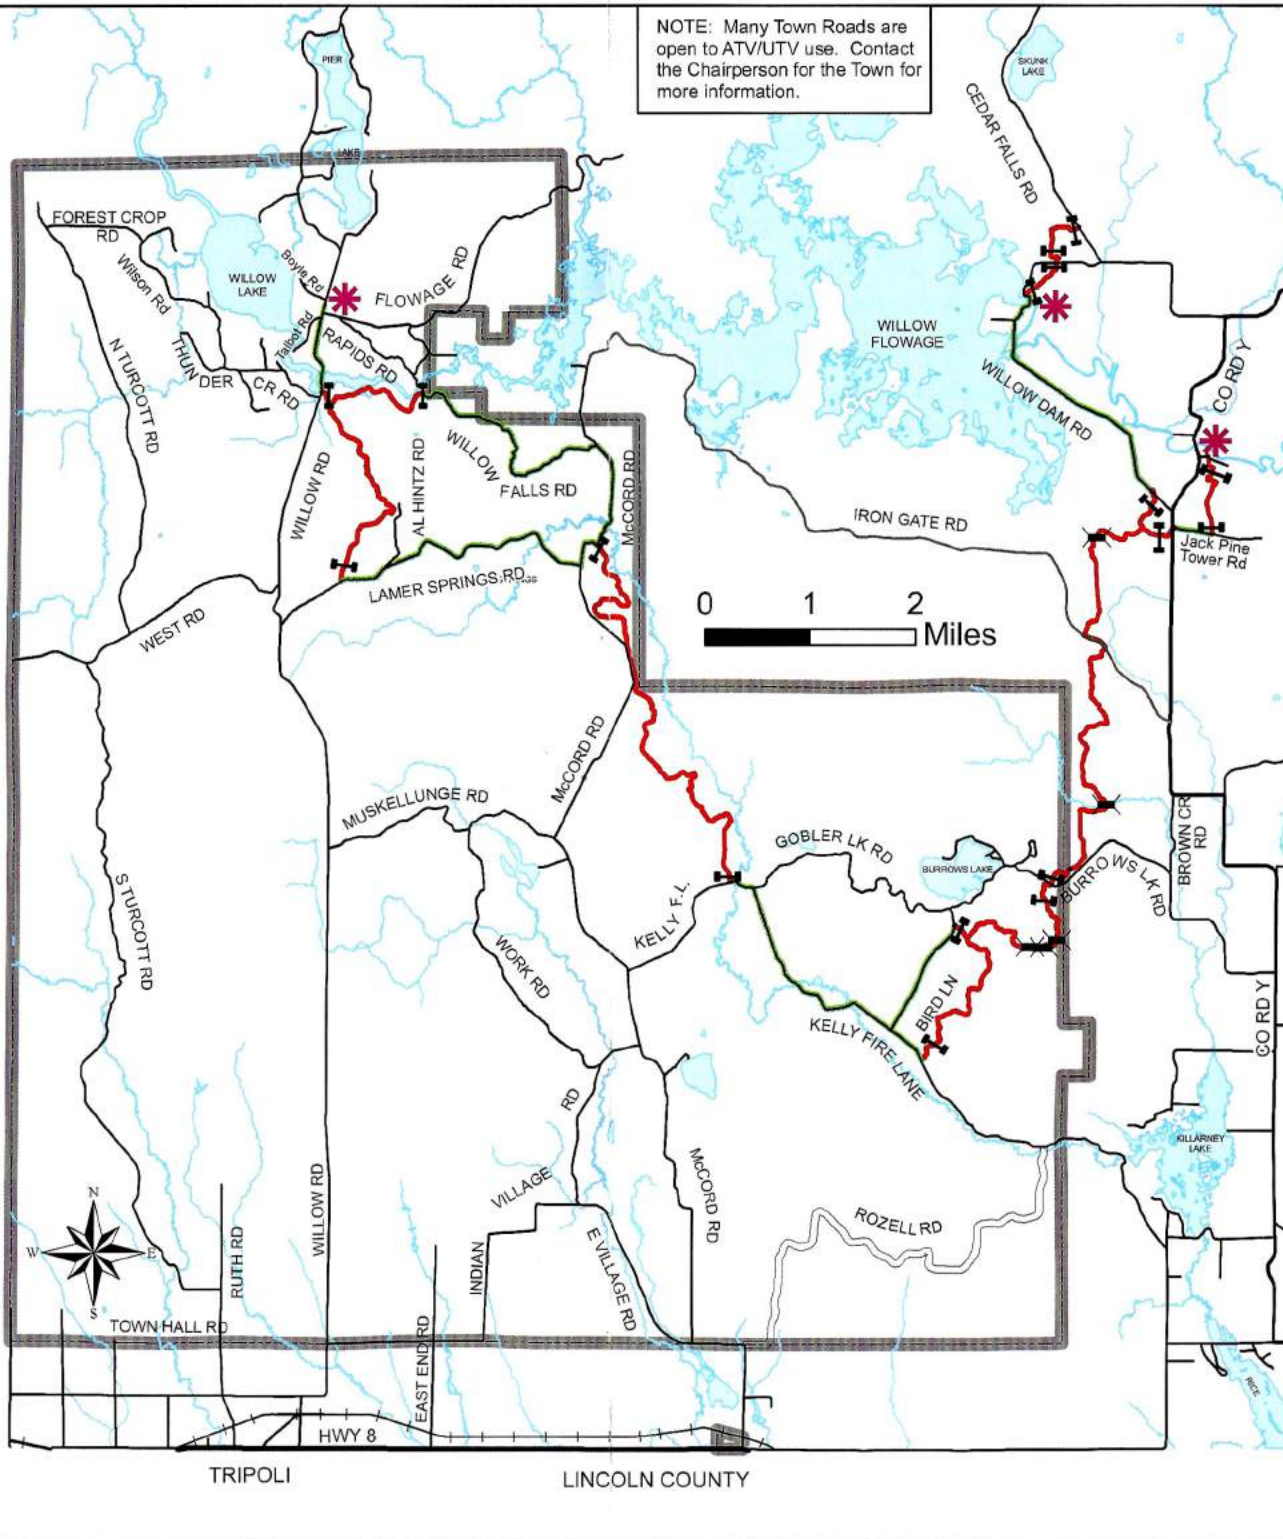 NOTE: Many Town Roads are
open to ATV/UTV use. Contact
the Chairperson for the Town for
more information.
PIER
LAKE
SKUNK
LAKE
CEDAR FALLS RD
FOREST CROP
RD
Wilson Rd
WILLOW
LAKE
Boyle Rd
FLOWAGE RD
Talbot Rd
RAPIDS RD
THUNDER CR RD
N TURCOTT RD
WILLOW
FLOWAGE
CO RD Y
WILLOW DAM RD
WILLOW RD
AL HINTZ RD
WILLOW
FALLS RD
McCORD RD
IRON GATE RD
Jack Pine
Tower Rd
LAMER SPRINGS RD
WEST RD
0 1 2
Miles
McCORD RD
MUSKELLUNGE RD
GOBLER LK RD
BURROWS LAKE
BURROWS LK RD
BROWN CR
RD
S TURCOTT RD
KELLY F.L.
WORK RD
BIRD LN
KELLY FIRE LANE
CO RD Y
KILLARNEY
LAKE
VILLAGE RD
McCORD Rd
ROZELL RD
N
W E
S
RUTH RD
WILLOW RD
INDIAN
E VILLAGE RD
TOWN HALL RD
EAST END RD
RICE
HWY 8
TRIPOLI
LINCOLN COUNTY